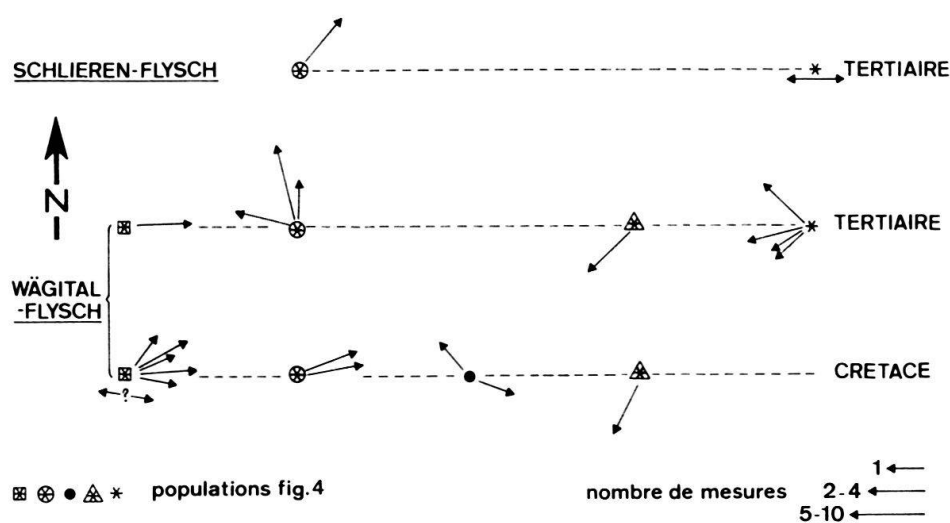 SCHLIEREN-FLYSCH
TERTIAIRE
N
TERTIAIRE
WÄGITAL
-FLYSCH
?
CRETACE
populations fig.4
nombre de mesures
1
2-4
5-10